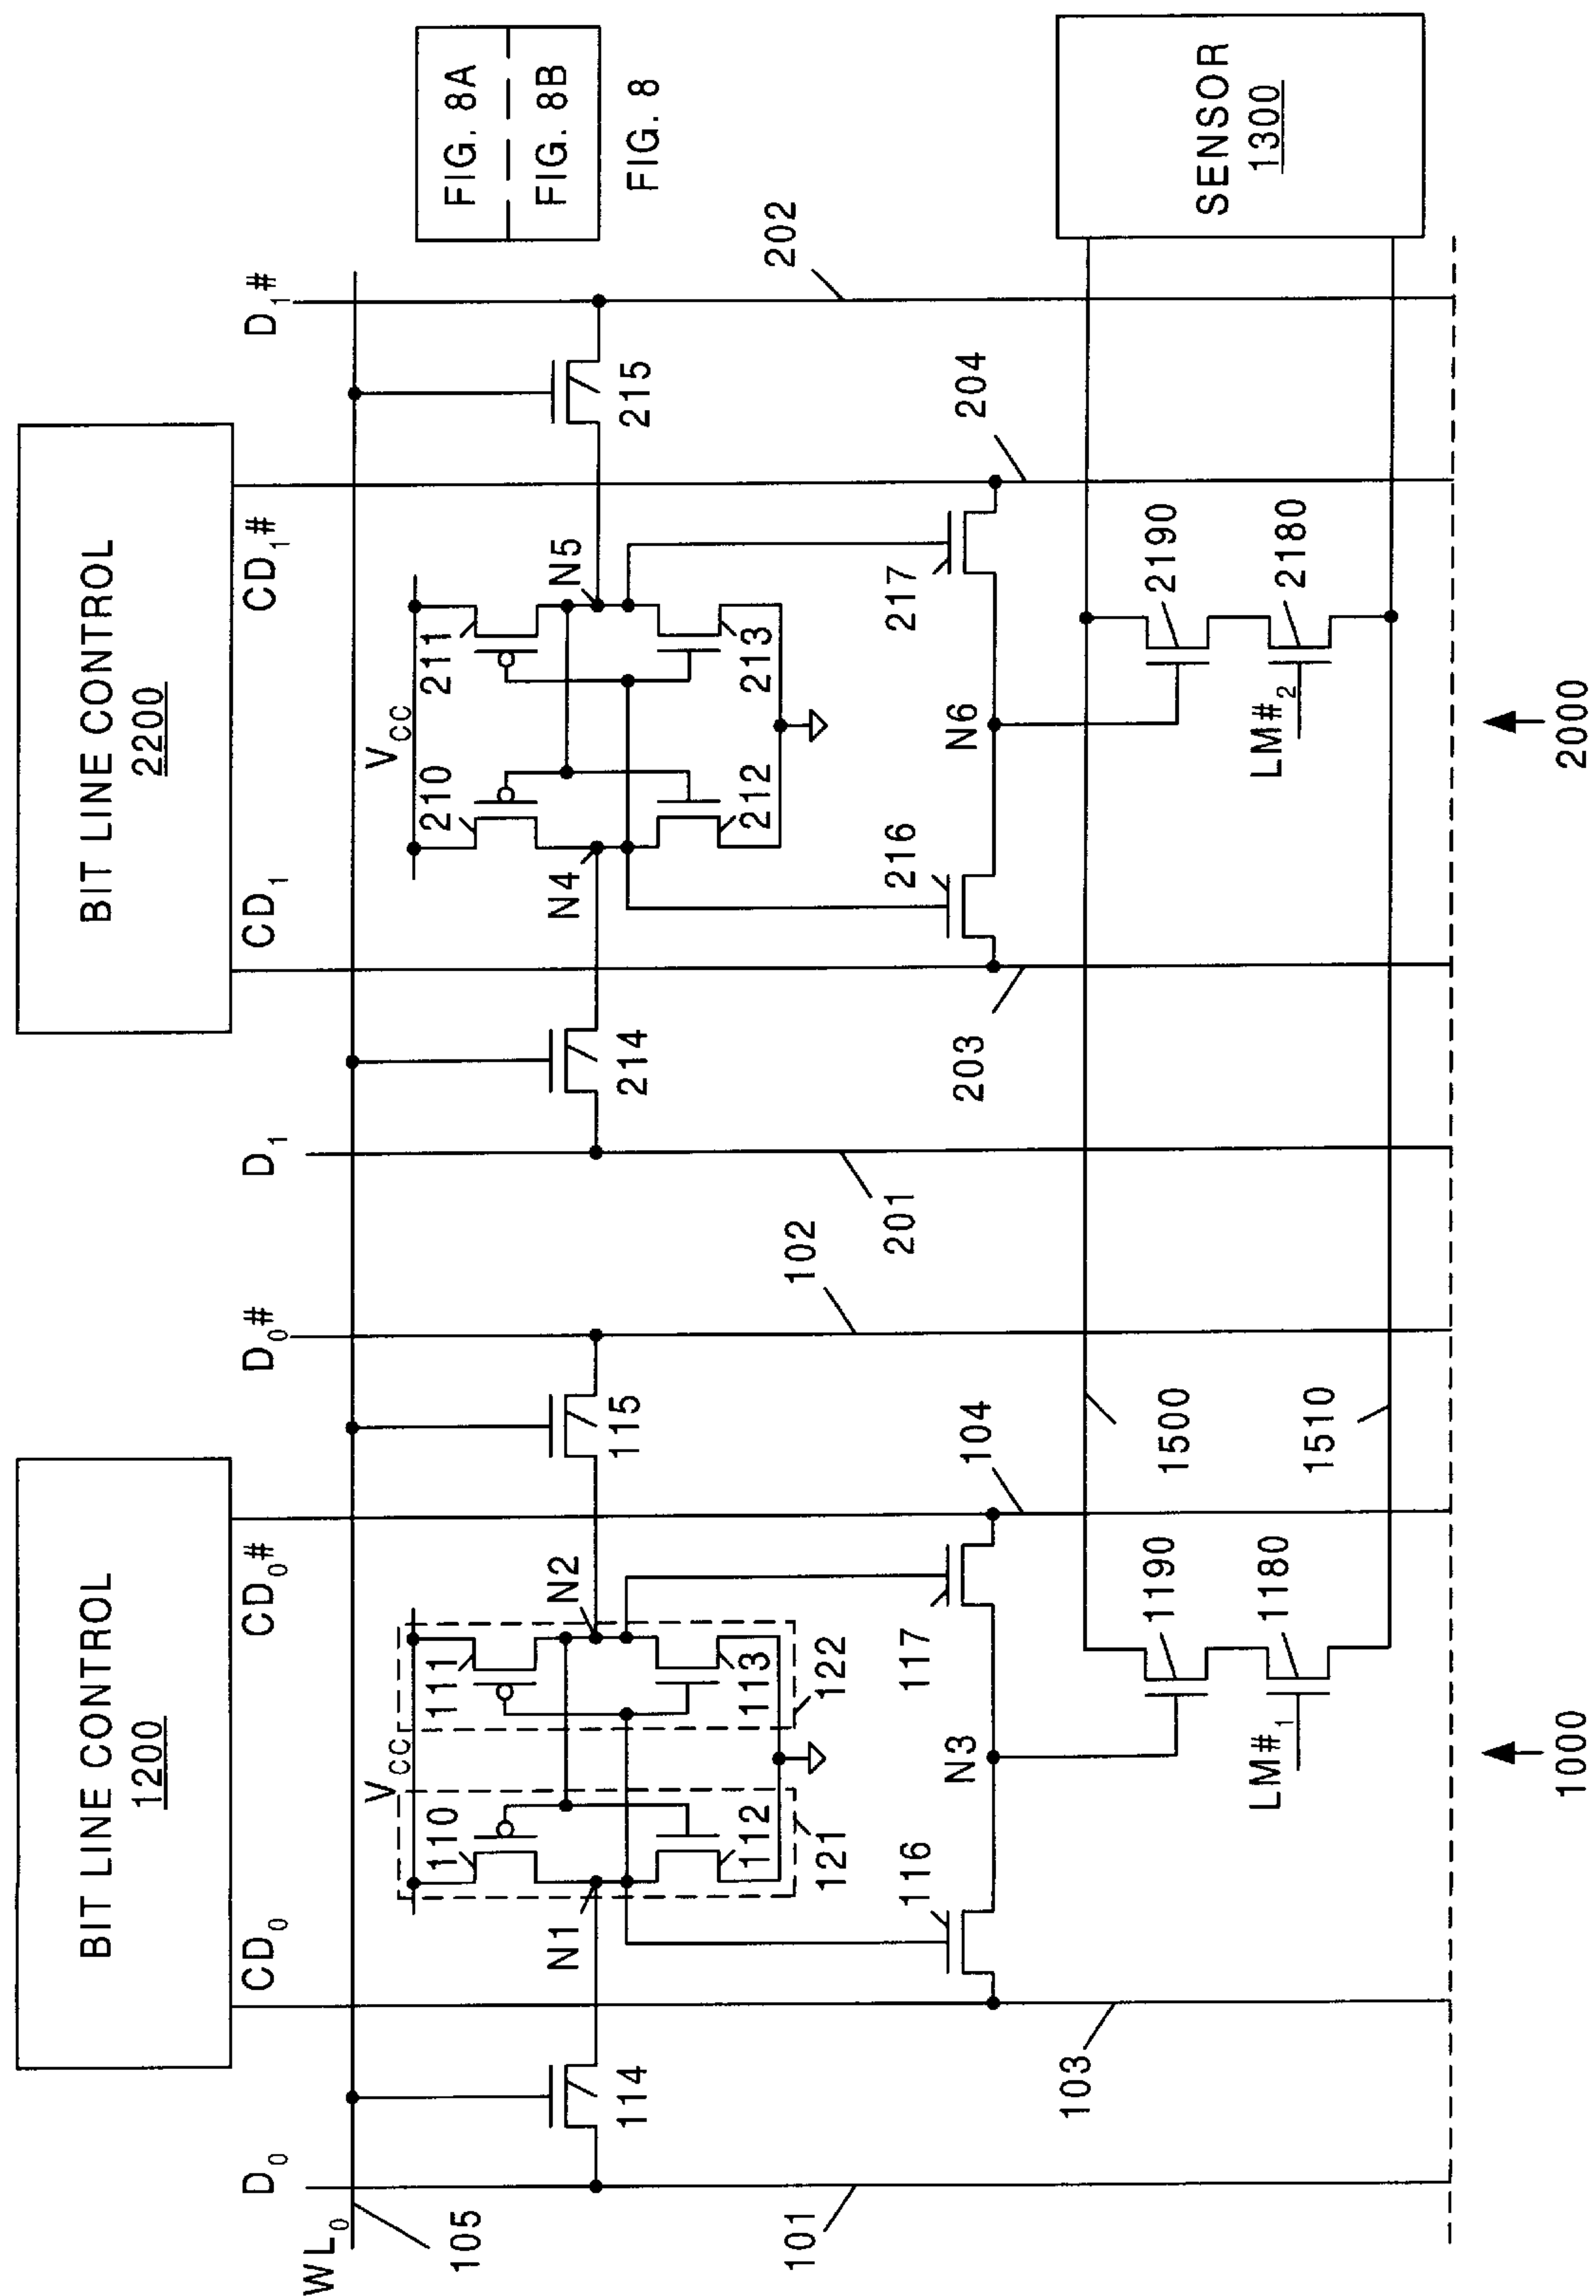 BIT LINE CONTROL
1200
BIT LINE CONTROL
2200
D0
CD0
CD0#
D0#
D1
CD1
CD1#
D1#
WL0
105
VCC
VCC
FIG. 8A
FIG. 8B
FIG. 8
110
111
210
211
N1
N2
N4
N5
114
115
214
215
112
113
212
213
121
122
101
102
201
202
116
117
216
217
N3
N6
103
104
203
204
1500
1510
1190
1180
LM#1
2190
2180
LM#2
SENSOR
1300
1000
2000